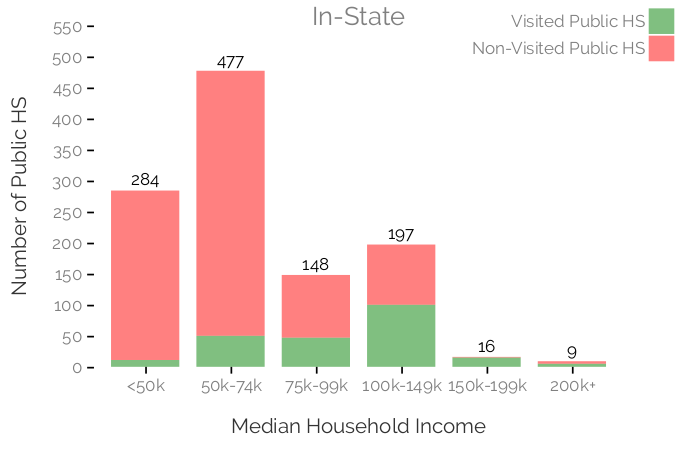 In-State
Visited Public HS
Non-Visited Public HS
Number of Public HS
550
500
450
400
350
300
250
200
150
100
50
0
284
477
148
197
16
9
<50k
50k-74k
75k-99k
100k-149k
150k-199k
200k+
Median Household Income